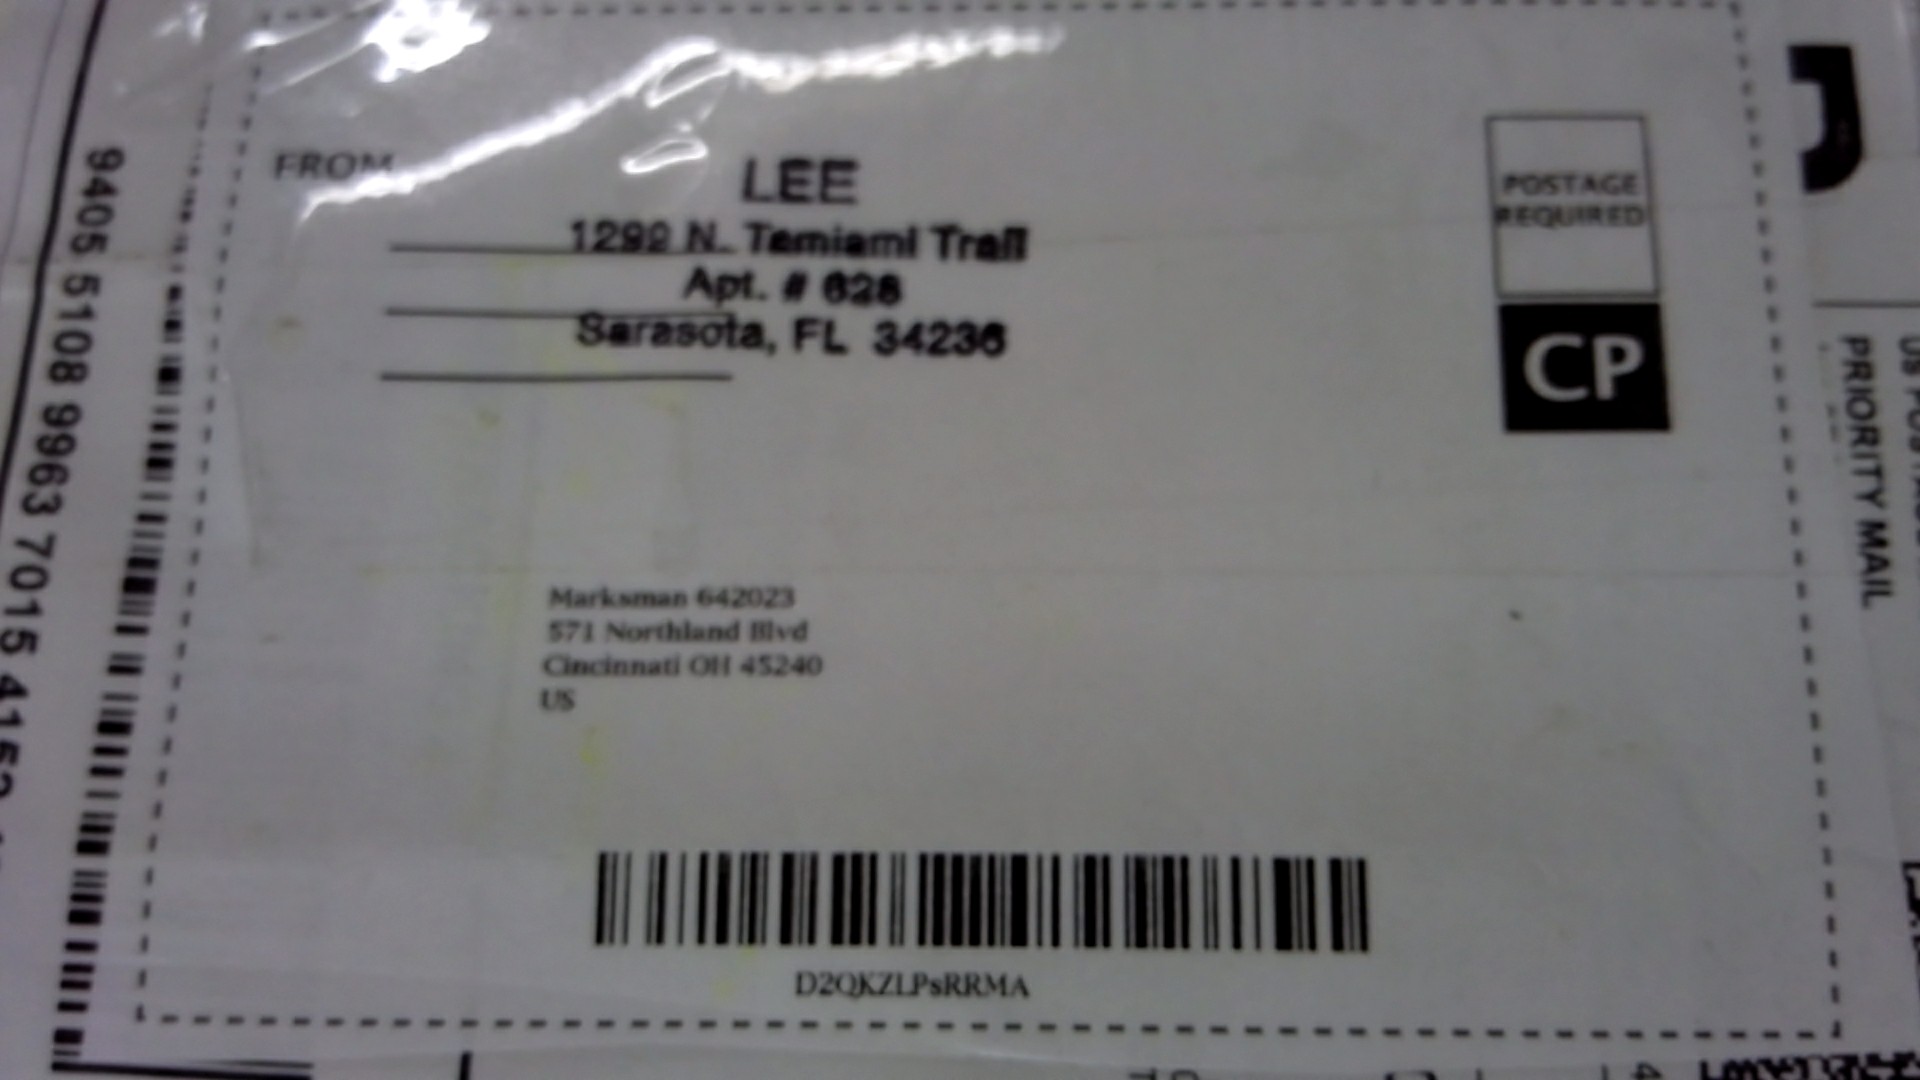 FROM
LEE
1299 N. Tamiami Trail
Apt. # 628
Sarasota, FL 34236
POSTAGE
REQUIRED
CP
Marksman 642023
571 Northland Blvd
Cincinnati OH 45240
US
D2QKZLPsRRMA
9405 5108 9963 7015
PRIORITY MAIL